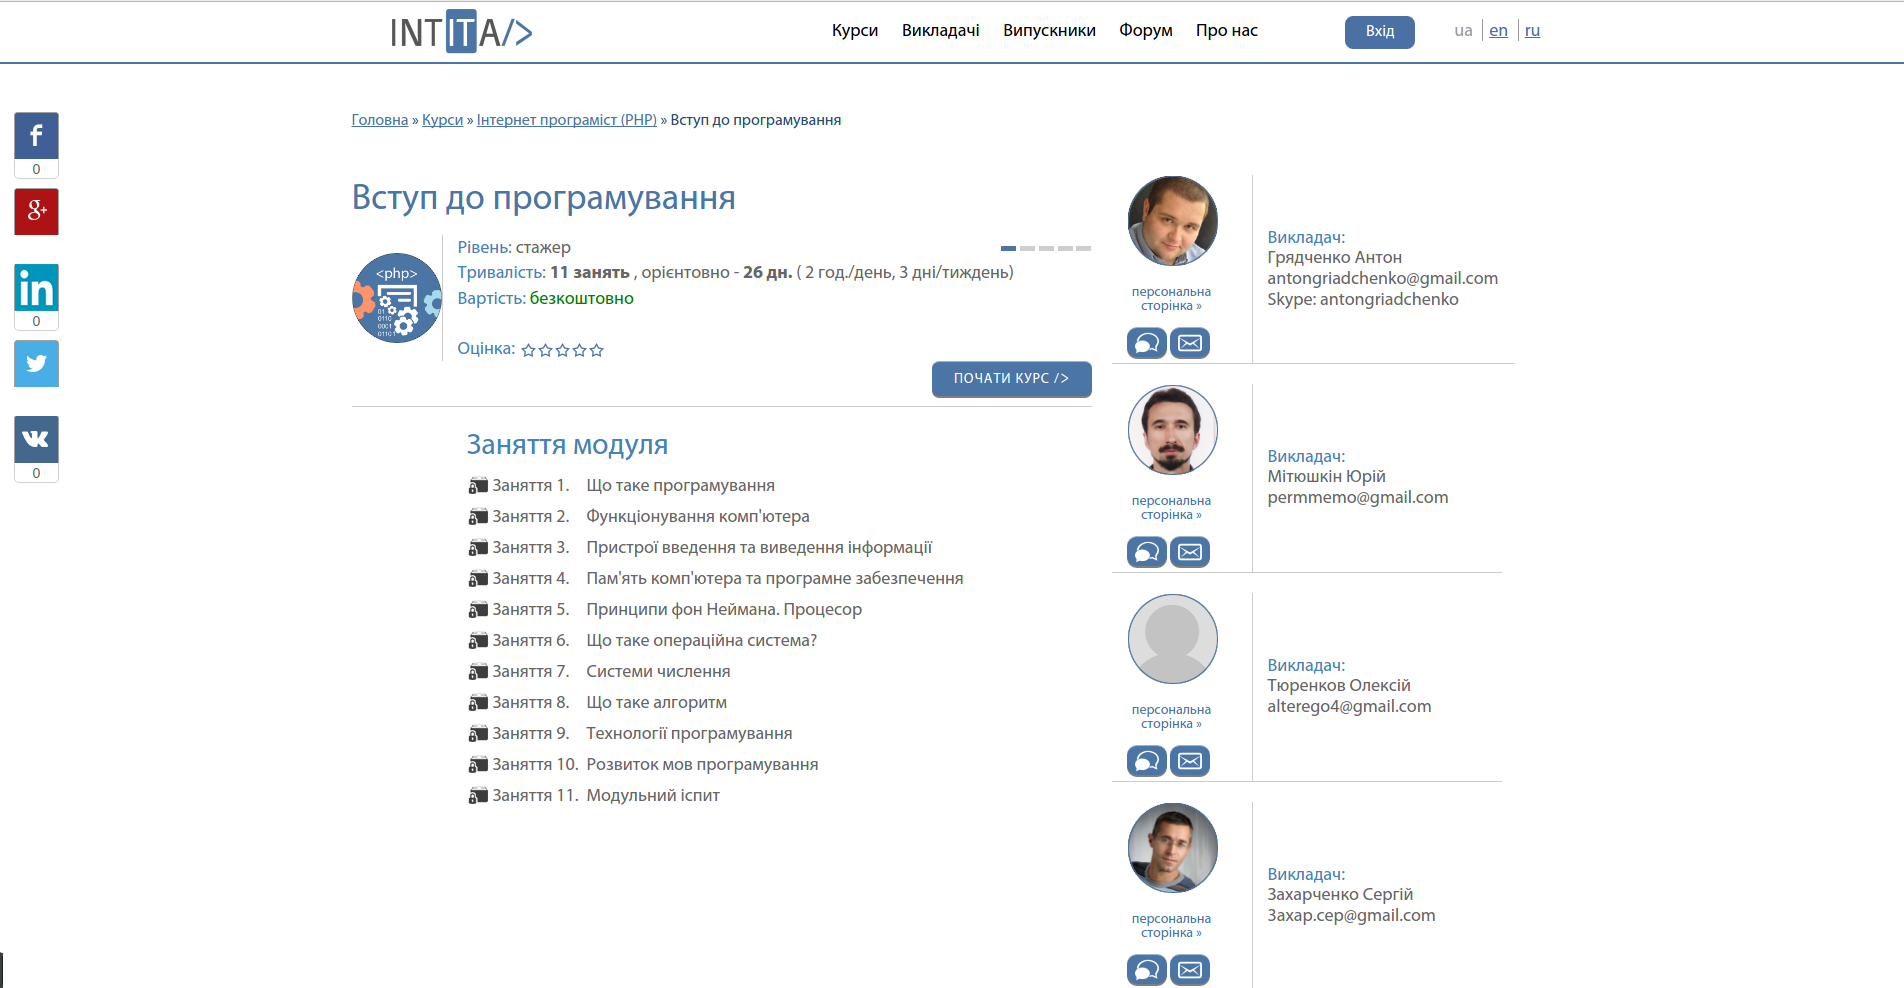 INTITA/>
Курси Викладачі Випускники Форум Про нас
Вхід
ua en ru
f
0
g+
in
0
0
Головна » Курси » Інтернет програміст (PHP) » Вступ до програмування
Вступ до програмування
<php>
Рівень: стажер
Тривалість: 11 занять , орієнтовно - 26 дн. ( 2 год./день, 3 дні/тиждень)
Вартість: безкоштовно
Оцінка:
ПОЧАТИ КУРС />
Заняття модуля
Заняття 1. Що таке програмування
Заняття 2. Функціонування комп'ютера
Заняття 3. Пристрої введення та виведення інформації
Заняття 4. Пам'ять комп'ютера та програмне забезпечення
Заняття 5. Принципи фон Неймана. Процесор
Заняття 6. Що таке операційна система?
Заняття 7. Системи числення
Заняття 8. Що таке алгоритм
Заняття 9. Технології програмування
Заняття 10. Розвиток мов програмування
Заняття 11. Модульний іспит
персональна
сторінка »
Викладач:
Грядченко Антон
antongriadchenko@gmail.com
Skype: antongriadchenko
персональна
сторінка »
Викладач:
Мітюшкін Юрій
permmemo@gmail.com
персональна
сторінка »
Викладач:
Тюренков Олексій
alterego4@gmail.com
персональна
сторінка »
Викладач:
Захарченко Сергій
Захар.сер@gmail.com